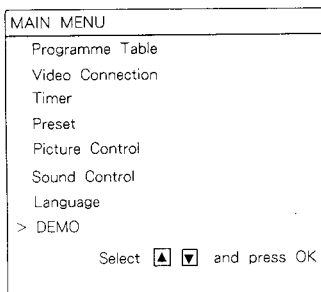 MAIN MENU
Programme Table
Video Connection
Timer
Preset
Picture Control
Sound Control
Language
> DEMO
Select ▲ ▼ and press OK